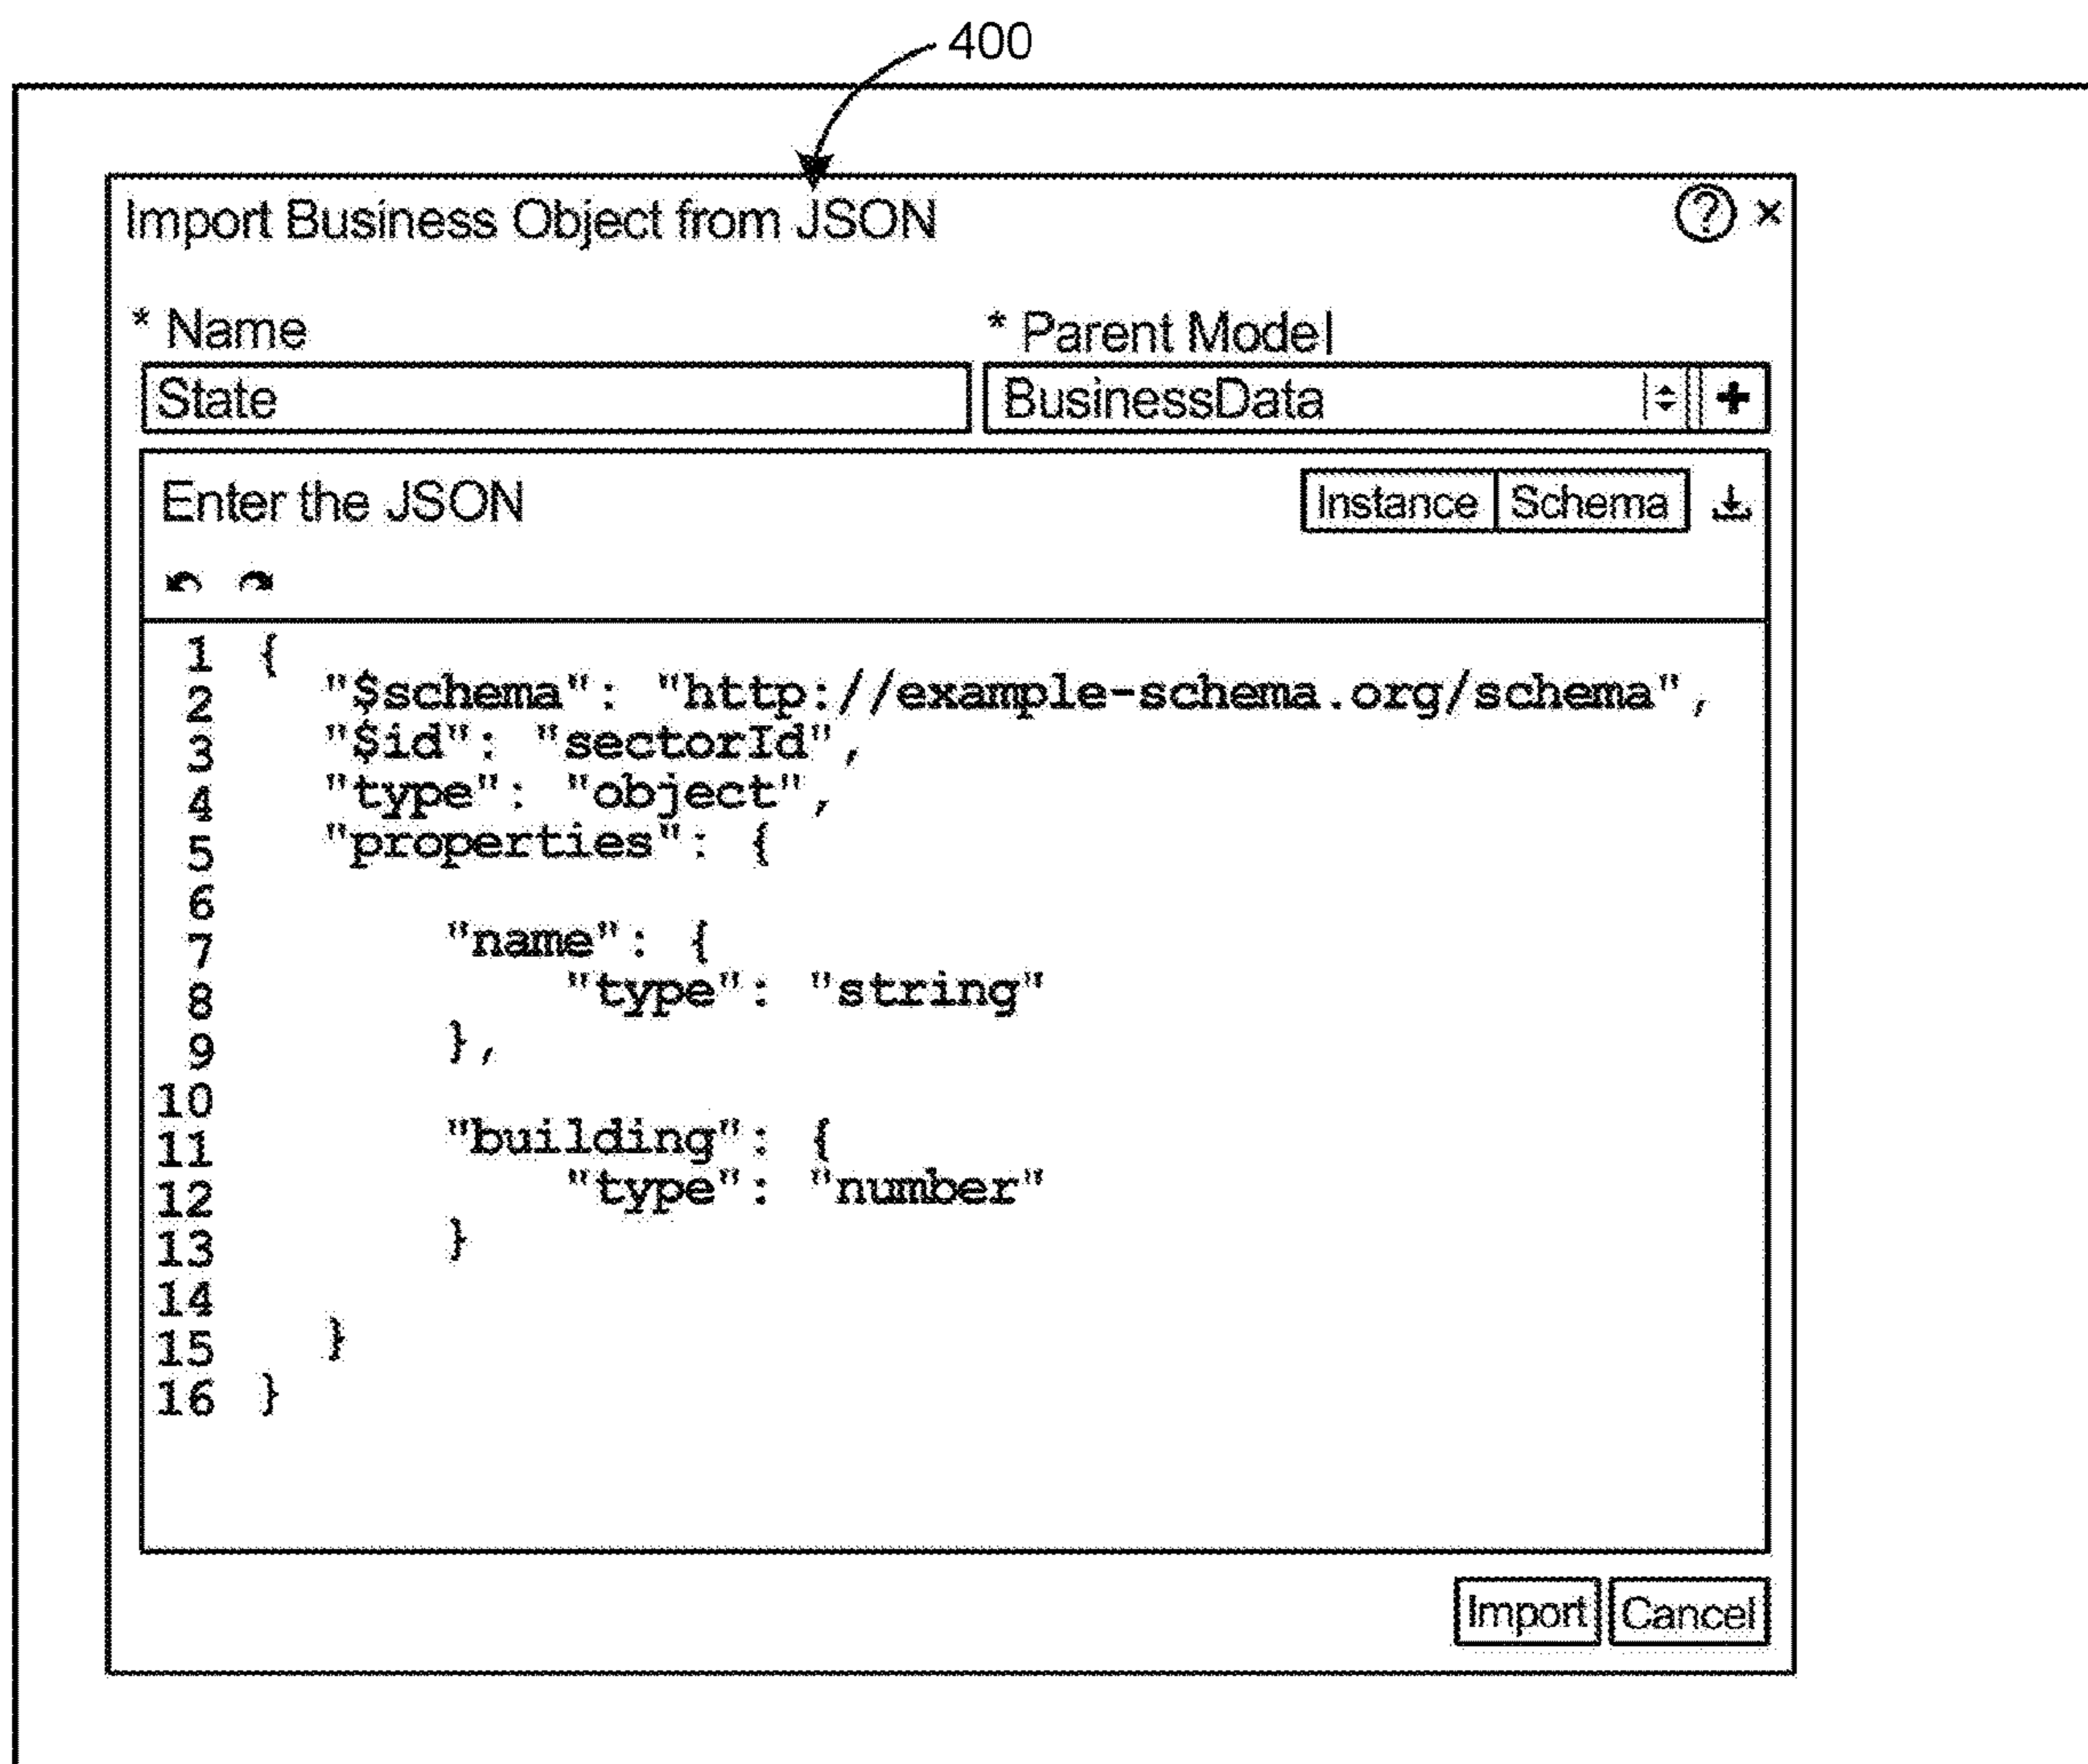 400
Import Business Object from JSON ? ×
* Name * Parent Model
State BusinessData +
Enter the JSON Instance Schema
1 {
2 "$schema": "http://example-schema.org/schema",
3 "$id": "sectorId",
4 "type": "object",
5 "properties": {
6
7 "name": {
8 "type": "string"
9 },
10
11 "building": {
12 "type": "number"
13 }
14
15 }
16 }
Import Cancel